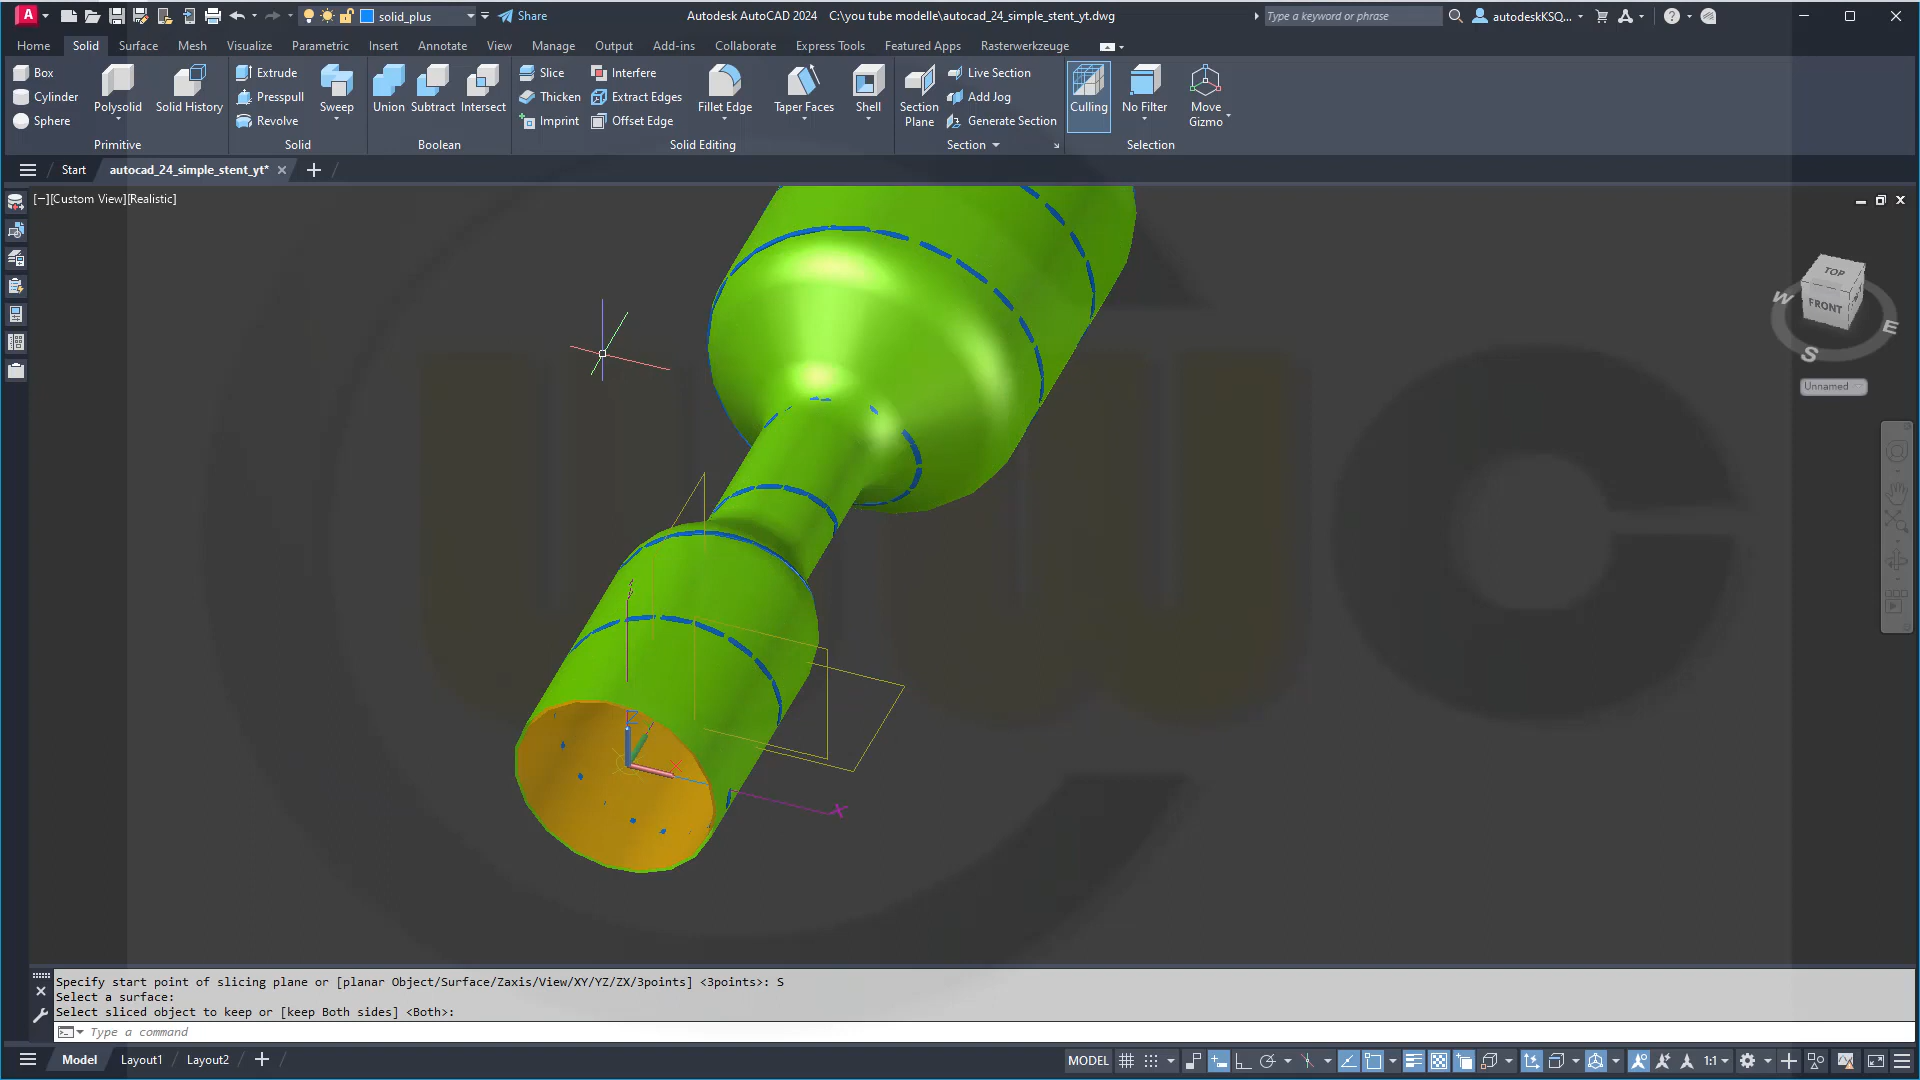 solid_plus
Share
Autodesk AutoCAD 2024 C:\you tube modelle\autocad_24_simple_stent_yt.dwg
Type a keyword or phrase
autodeskKSQ...
Home Solid Surface Mesh Visualize Parametric Insert Annotate View Manage Output Add-ins Collaborate Express Tools Featured Apps Rasterwerkzeuge
Box
Cylinder
Sphere
Polysolid
Solid History
Primitive
Extrude
Presspull
Revolve
Sweep
Solid
Union
Subtract
Intersect
Boolean
Slice
Thicken
Imprint
Interfere
Extract Edges
Offset Edge
Fillet Edge
Taper Faces
Shell
Solid Editing
Section
Plane
Live Section
Add Jog
Generate Section
Section
Culling
No Filter
Move
Gizmo
Selection
Start
autocad_24_simple_stent_yt*
[−][Custom View][Realistic]
TOP
FRONT
W
S
E
Unnamed
Z
X
X
uwc
Specify start point of slicing plane or [planar Object/Surface/Zaxis/View/XY/YZ/ZX/3points] <3points>: S
Select a surface:
Select sliced object to keep or [keep Both sides] <Both>:
Type a command
Model Layout1 Layout2
MODEL
1:1